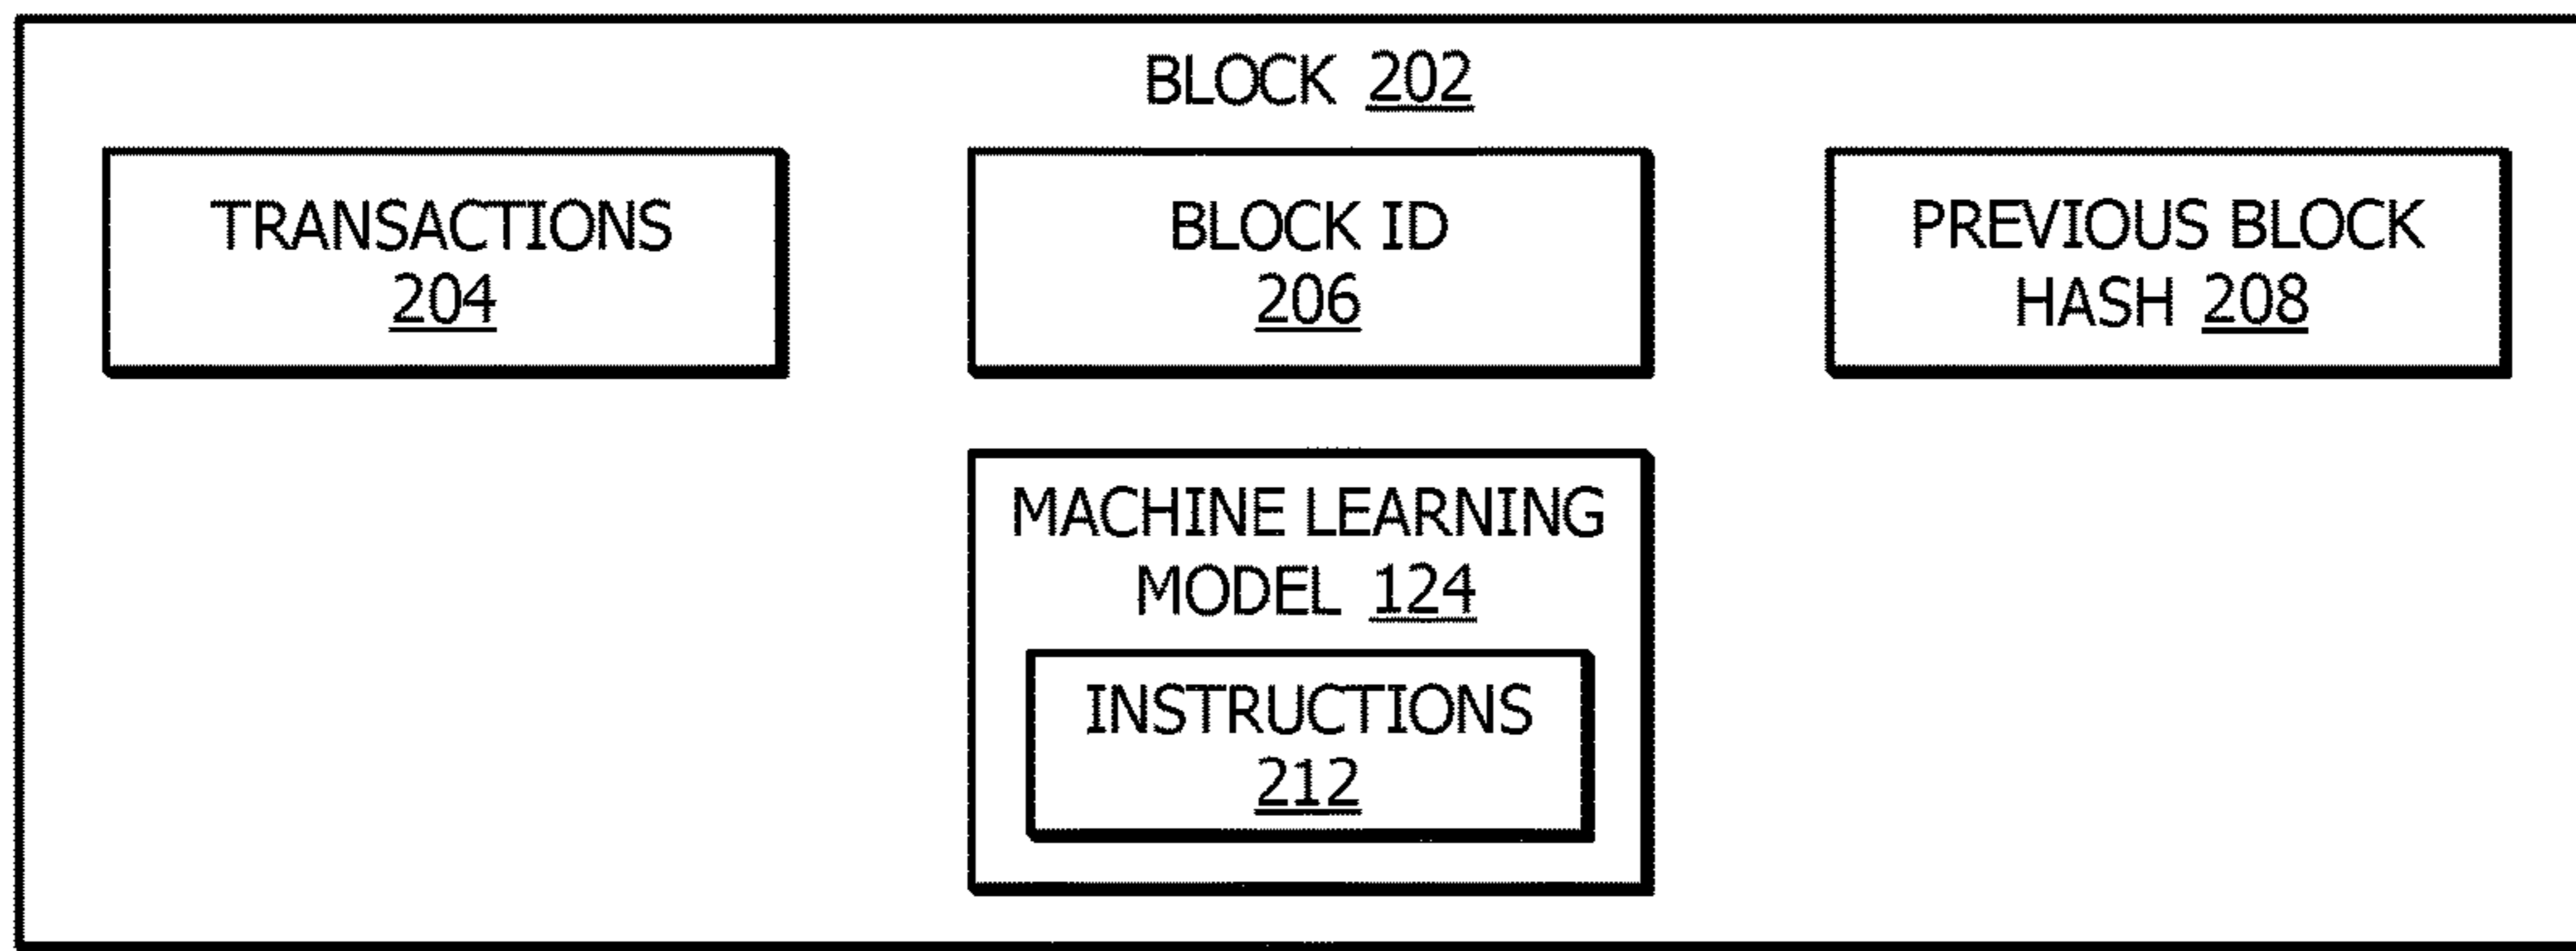 BLOCK 202
TRANSACTIONS
204
BLOCK ID
206
PREVIOUS BLOCK
HASH 208
MACHINE LEARNING
MODEL 124
INSTRUCTIONS
212